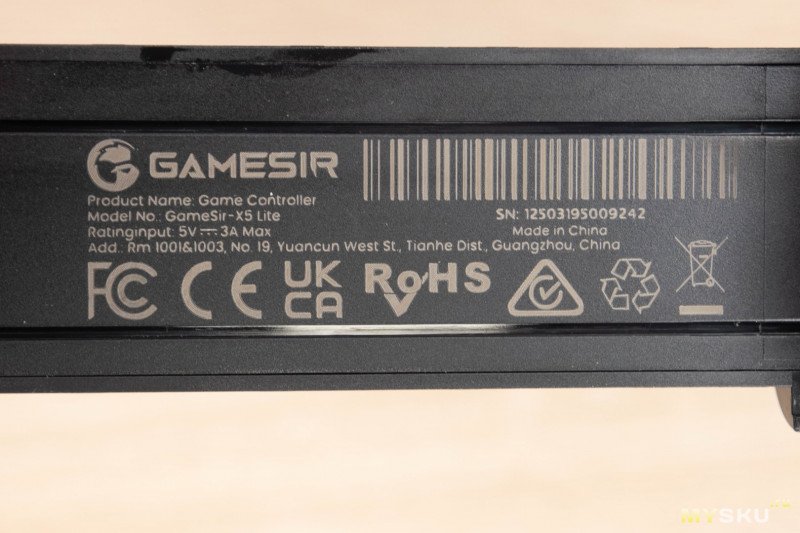 GAMESIR
Product Name: Game Controller
Model No.: GameSir-X5 Lite
Ratinginput: 5V⎓3A Max
Add.: Rm 1001&1003, No. 19, Yuancun West St., Tianhe Dist., Guangzhou, China
SN: 12503195009242
Made in China
FC CE UK CA RoHS
MYSKU.ru